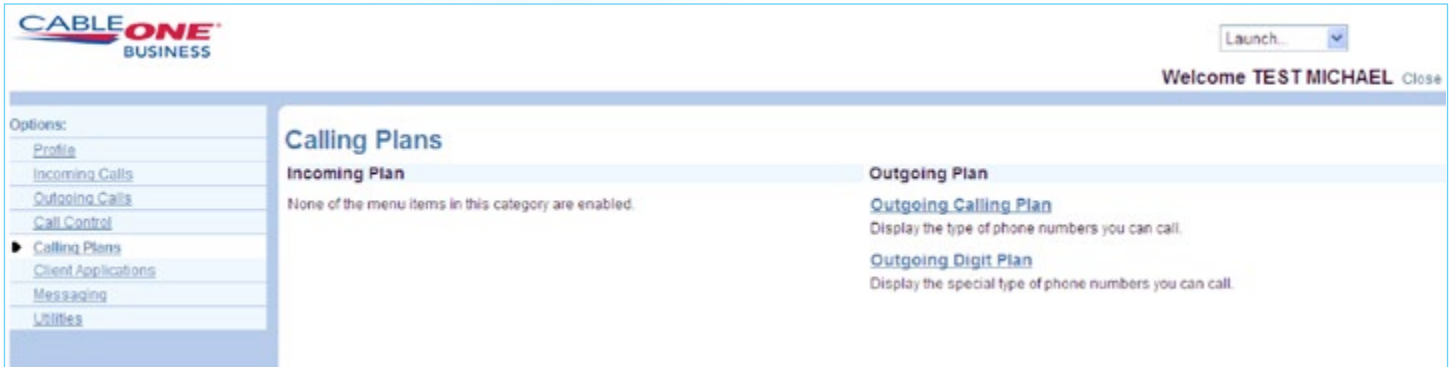 CABLEONE
BUSINESS
Launch...
Welcome TEST MICHAEL Close
Options:
Profile
Incoming Calls
Outgoing Calls
Call Control
Calling Plans
Client Applications
Messaging
Utilities
Calling Plans
Incoming Plan
None of the menu items in this category are enabled.
Outgoing Plan
Outgoing Calling Plan
Display the type of phone numbers you can call.
Outgoing Digit Plan
Display the special type of phone numbers you can call.